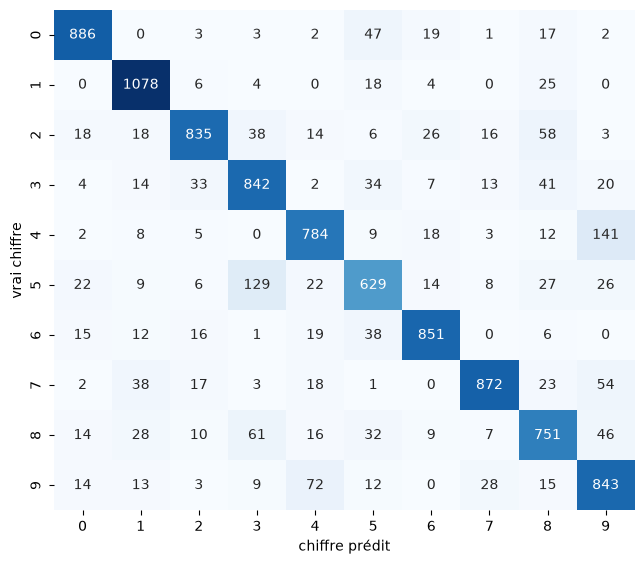 0 886 0 3 3 2 47 19 1 17 2
1 0 1078 6 4 0 18 4 0 25 0
2 18 18 835 38 14 6 26 16 58 3
3 4 14 33 842 2 34 7 13 41 20
4 2 8 5 0 784 9 18 3 12 141
5 22 9 6 129 22 629 14 8 27 26
6 15 12 16 1 19 38 851 0 6 0
7 2 38 17 3 18 1 0 872 23 54
8 14 28 10 61 16 32 9 7 751 46
9 14 13 3 9 72 12 0 28 15 843
0 1 2 3 4 5 6 7 8 9
chiffre prédit
vrai chiffre